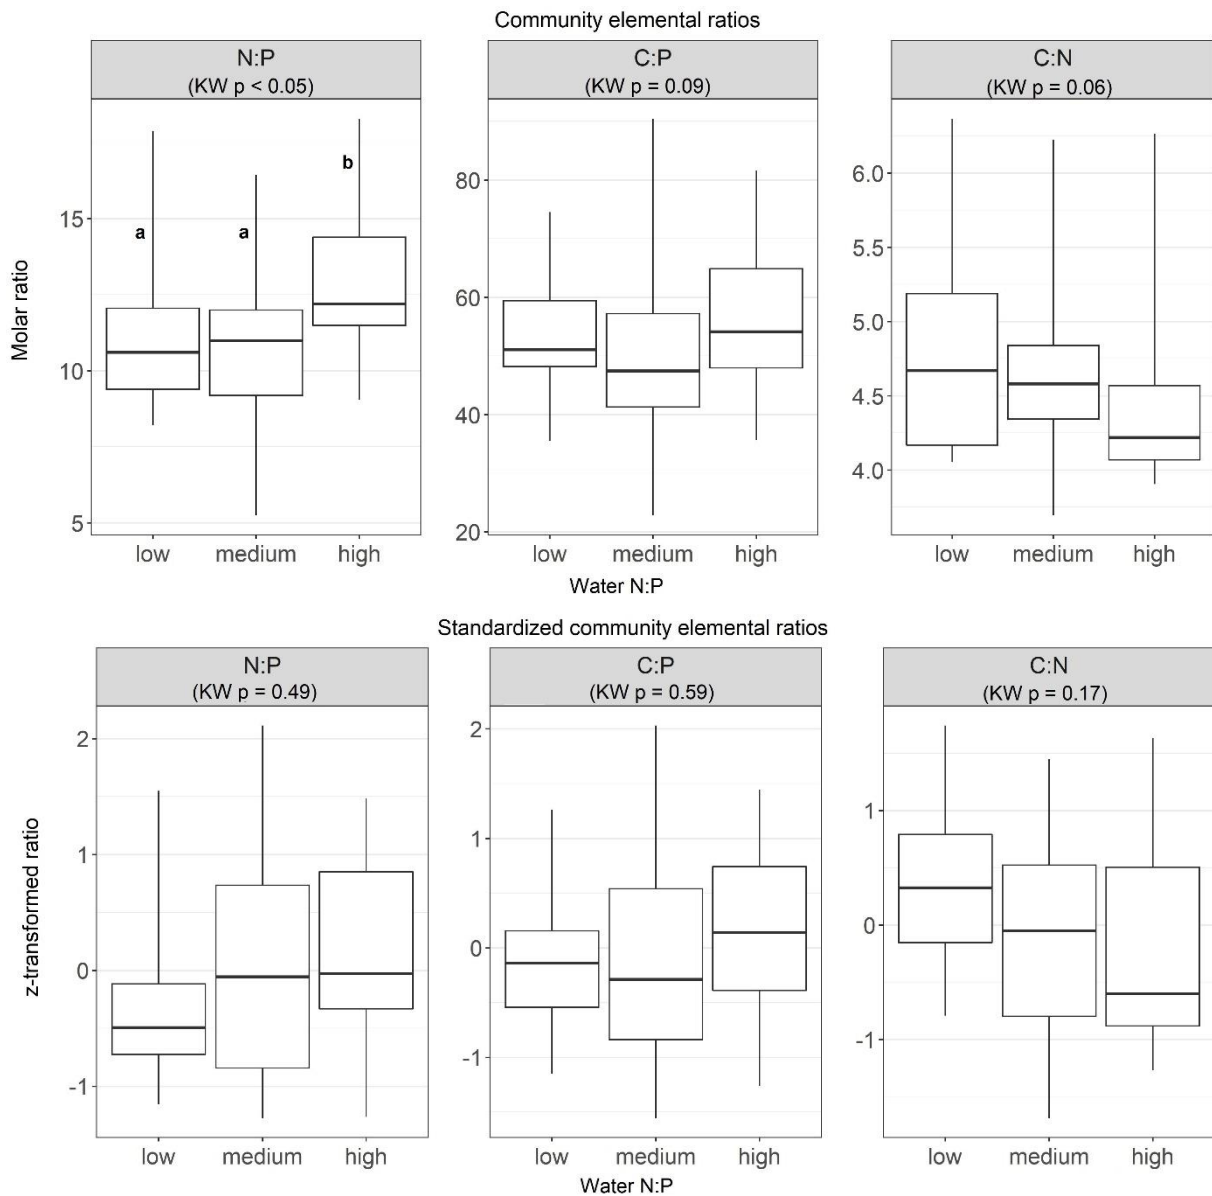 Community elemental ratios
N:P
(KW p < 0.05)
C:P
(KW p = 0.09)
C:N
(KW p = 0.06)
Molar ratio
15
10
5
a
a
b
low medium high
80
60
40
20
low medium high
6.0
5.5
5.0
4.5
4.0
low medium high
Water N:P
Standardized community elemental ratios
N:P
(KW p = 0.49)
C:P
(KW p = 0.59)
C:N
(KW p = 0.17)
z-transformed ratio
2
1
0
-1
low medium high
2
1
0
-1
low medium high
1
0
-1
low medium high
Water N:P